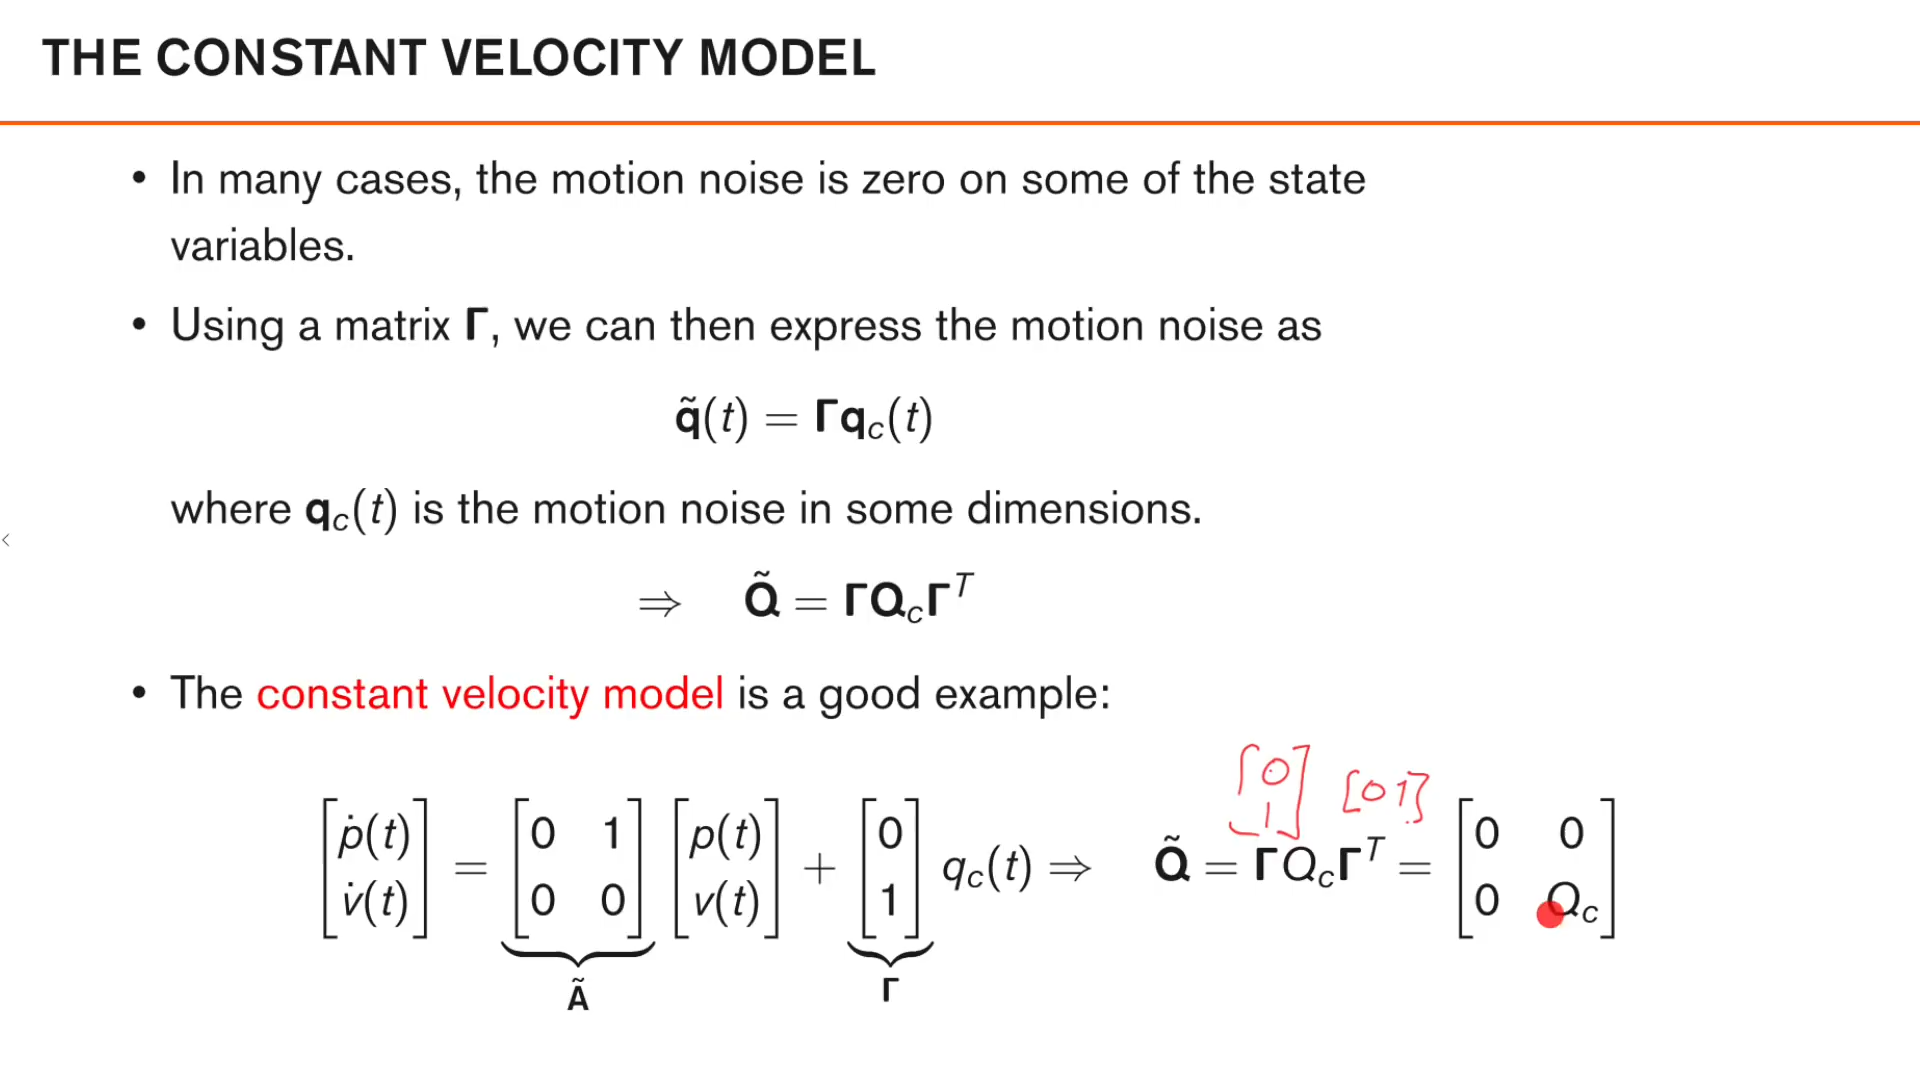 THE CONSTANT VELOCITY MODEL
• In many cases, the motion noise is zero on some of the state
variables.
• Using a matrix Γ, we can then express the motion noise as
q̃(t) = Γq_c(t)
where q_c(t) is the motion noise in some dimensions.
⇒ Q̃ = ΓQ_cΓ^T
• The constant velocity model is a good example:
[0; 1] [0 1]
[ṗ(t); v̇(t)] = [0 1; 0 0] [p(t); v(t)] + [0; 1] q_c(t) ⇒ Q̃ = ΓQ_cΓ^T = [0 0; 0 Q_c]
Ã Γ